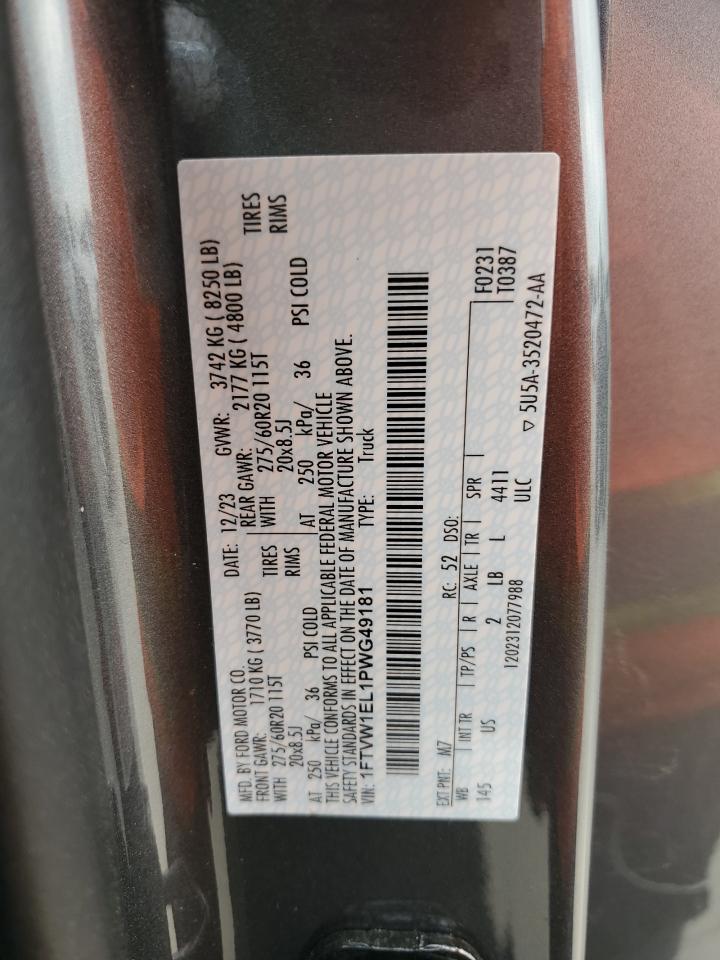 MFD. BY FORD MOTOR CO. DATE: 12/23 GVWR: 3742 KG ( 8250 LB)
FRONT GAWR: 1710 KG (3770 LB) REAR GAWR: 2177 KG ( 4800 LB)
WITH 275/60R20 115T TIRES WITH 275/60R20 115T TIRES
20x8.5J RIMS 20x8.5J RIMS
AT 250 kPa/ 36 PSI COLD AT 250 kPa/ 36 PSI COLD
THIS VEHICLE CONFORMS TO ALL APPLICABLE FEDERAL MOTOR VEHICLE
SAFETY STANDARDS IN EFFECT ON THE DATE OF MANUFACTURE SHOWN ABOVE.
VIN: 1FTVW1EL1PWG49181 TYPE: Truck
EXT PNT: M7 RC: 52 DSO:
WB INT TR TP/PS R AXLE TR SPR F0231
145 US 2 LB L 4411 T0387
ULC
1202312077988 ▽ 5U5A-3520472-AA